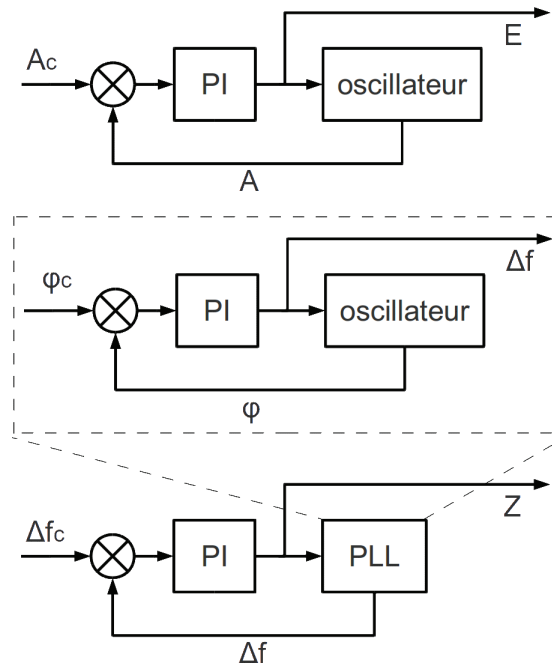 E
Ac
PI
oscillateur
A
Δf
φc
PI
oscillateur
φ
Z
Δfc
PI
PLL
Δf